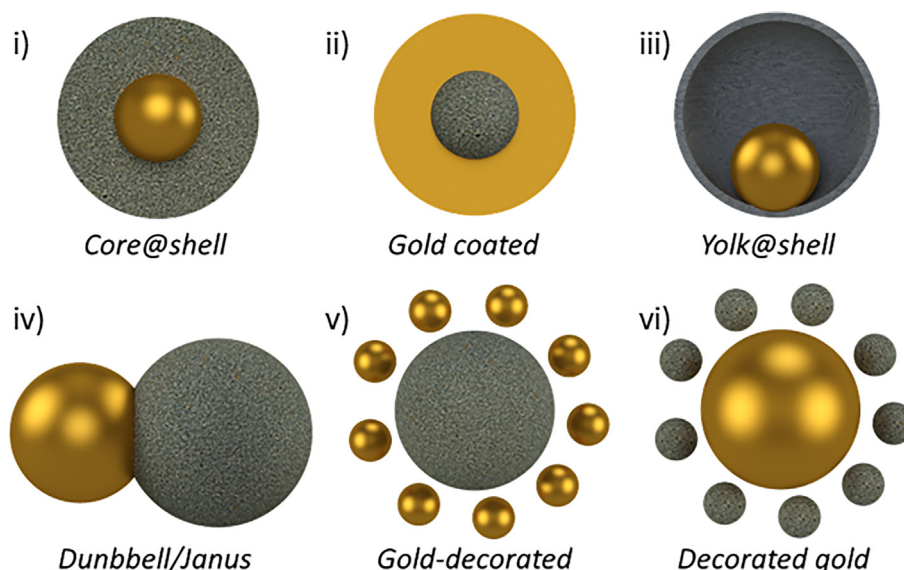 i)
ii)
iii)
Core@shell
Gold coated
Yolk@shell
iv)
v)
vi)
Dunbbell/Janus
Gold-decorated
Decorated gold